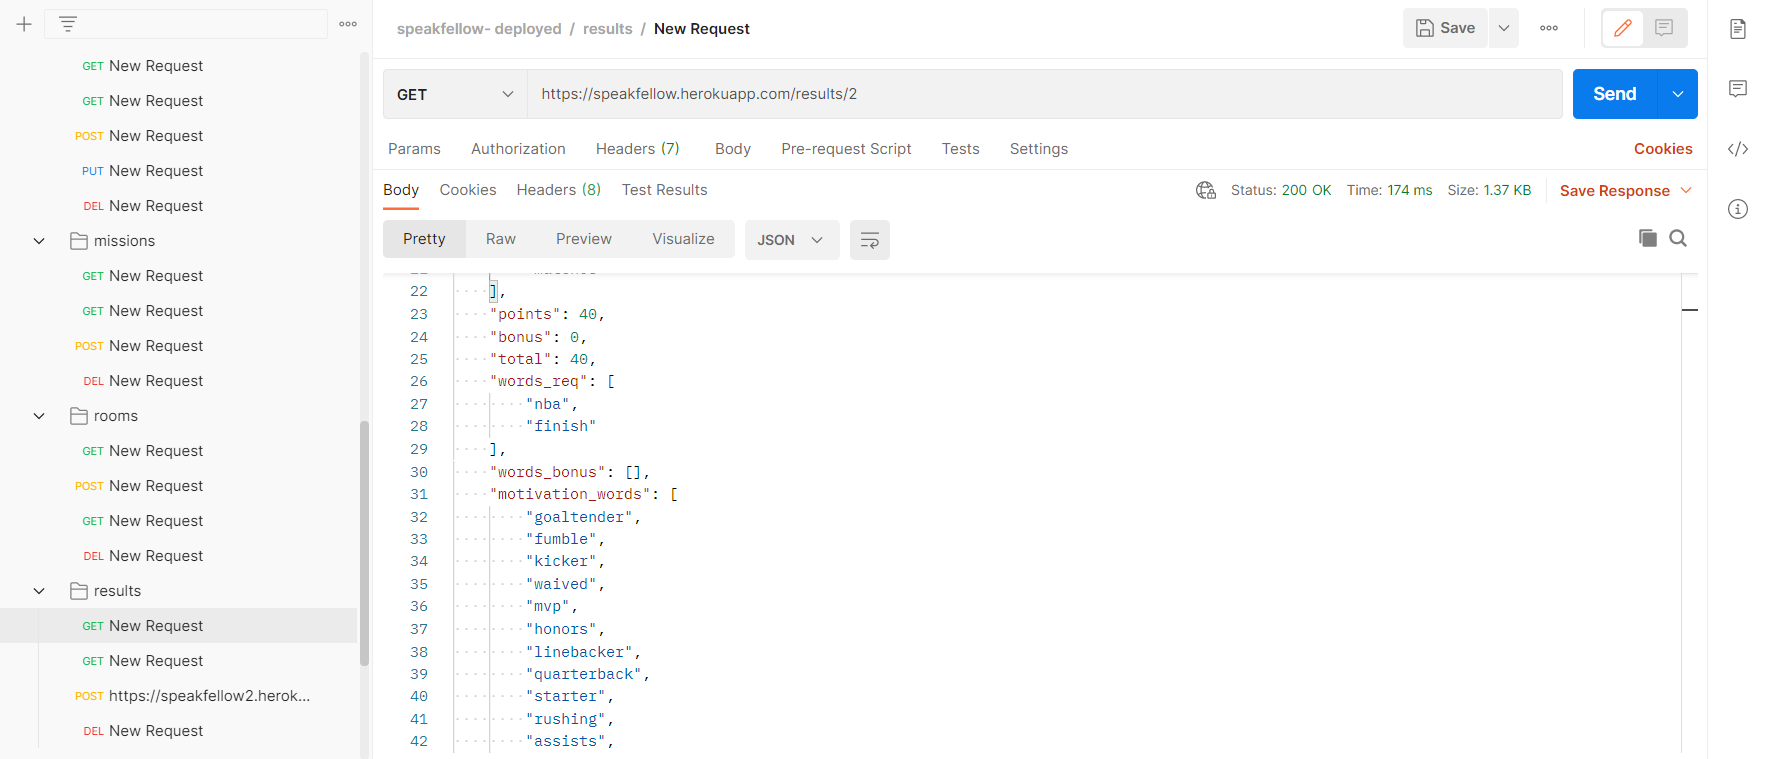 GET New Request
GET New Request
POST New Request
PUT New Request
DEL New Request
missions
GET New Request
GET New Request
POST New Request
DEL New Request
rooms
GET New Request
POST New Request
GET New Request
DEL New Request
results
GET New Request
GET New Request
POST https://speakfellow2.herok...
DEL New Request
speakfellow- deployed / results / New Request
Save
GET https://speakfellow.herokuapp.com/results/2 Send
Params Authorization Headers (7) Body Pre-request Script Tests Settings Cookies
Body Cookies Headers (8) Test Results Status: 200 OK Time: 174 ms Size: 1.37 KB Save Response
Pretty Raw Preview Visualize JSON
22 ],
23 "points": 40,
24 "bonus": 0,
25 "total": 40,
26 "words_req": [
27 "nba",
28 "finish"
29 ],
30 "words_bonus": [],
31 "motivation_words": [
32 "goaltender",
33 "fumble",
34 "kicker",
35 "waived",
36 "mvp",
37 "honors",
38 "linebacker",
39 "quarterback",
40 "starter",
41 "rushing",
42 "assists",